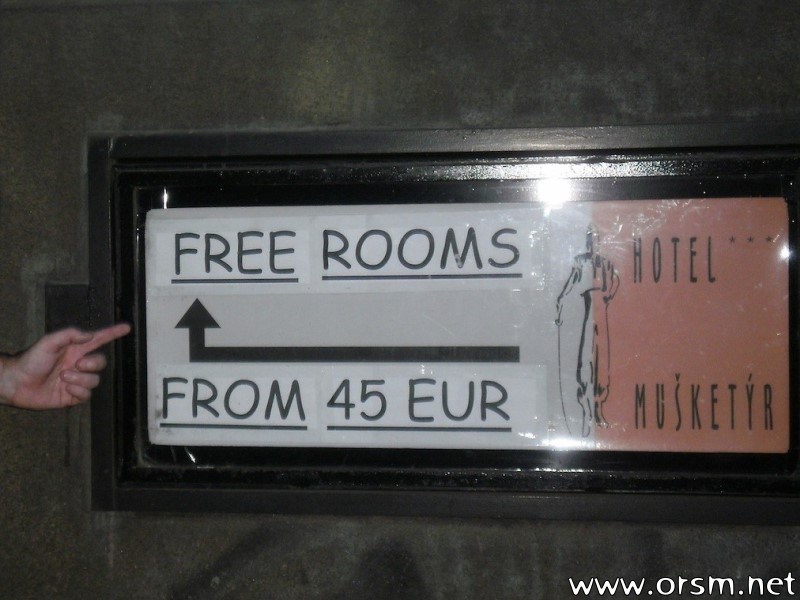 FREE ROOMS
FROM 45 EUR
HOTEL ***
MUŠKETÝR
www.orsm.net